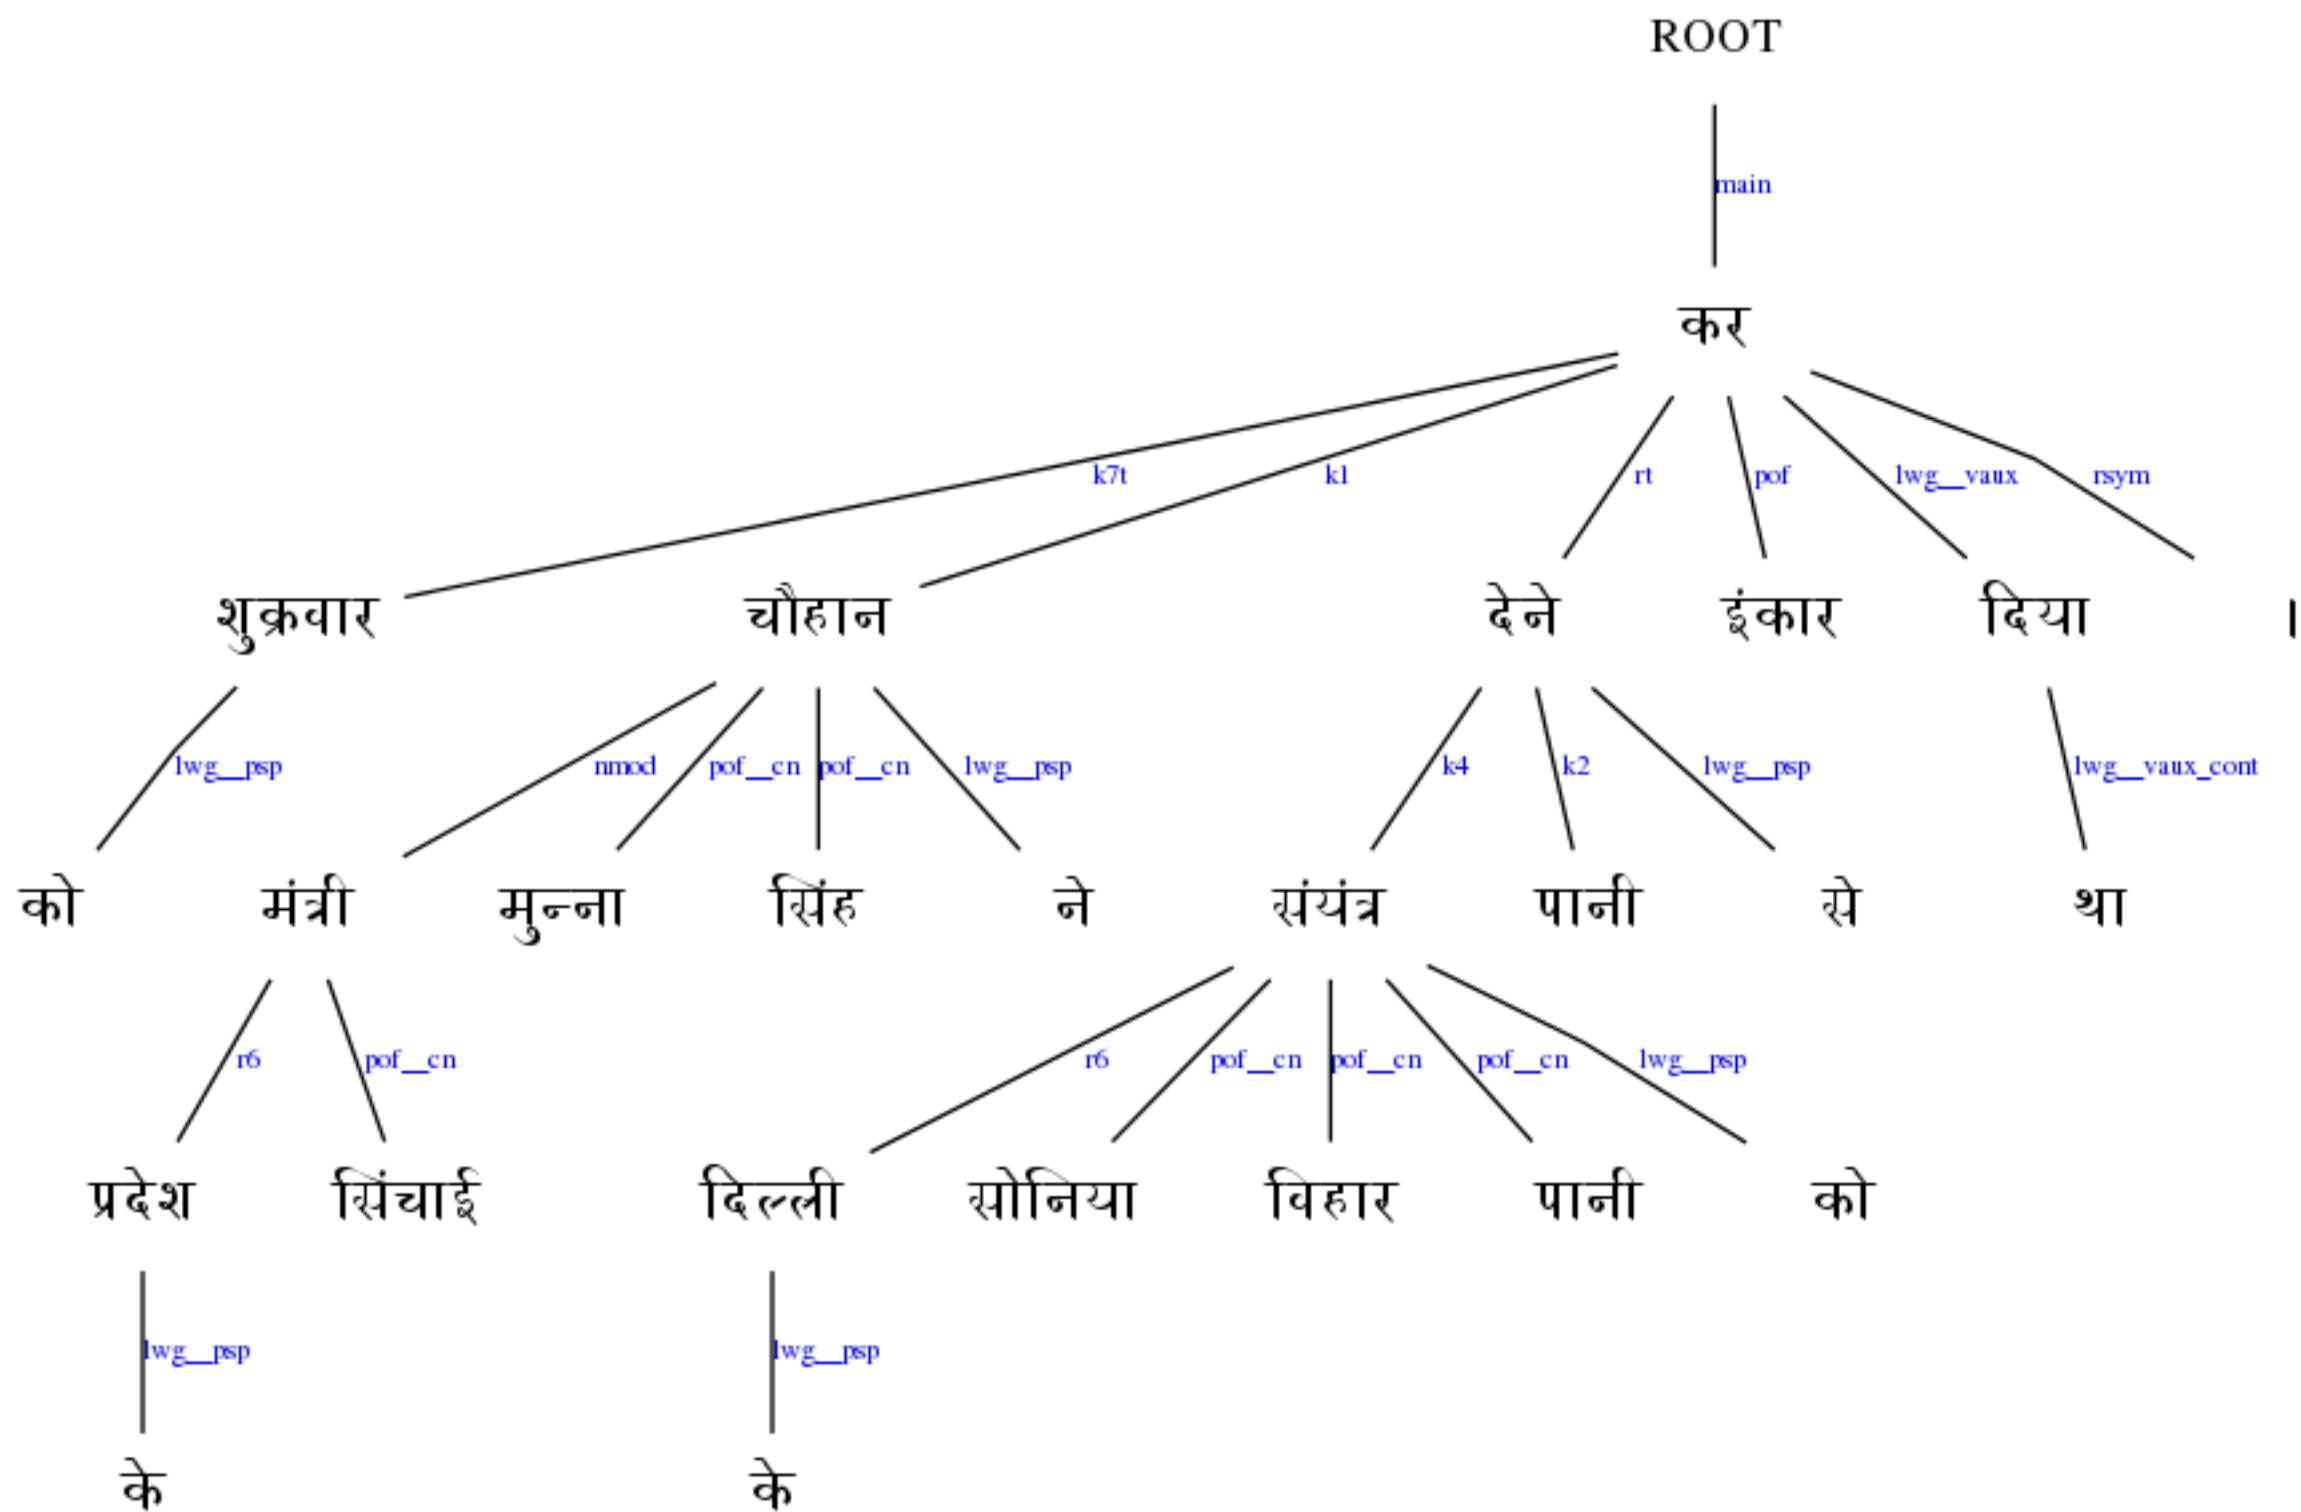 ROOT
main
कर
k7t k1 rt pof lwg__vaux rsym
शुक्रवार चौहान देने इंकार दिया ।
lwg__psp nmod pof__cn pof__cn lwg__psp k4 k2 lwg__psp lwg__vaux_cont
को मंत्री मुन्ना सिंह ने संयंत्र पानी से था
r6 pof__cn r6 pof__cn pof__cn pof__cn lwg__psp
प्रदेश सिंचाई दिल्ली सोनिया विहार पानी को
lwg__psp lwg__psp
के के